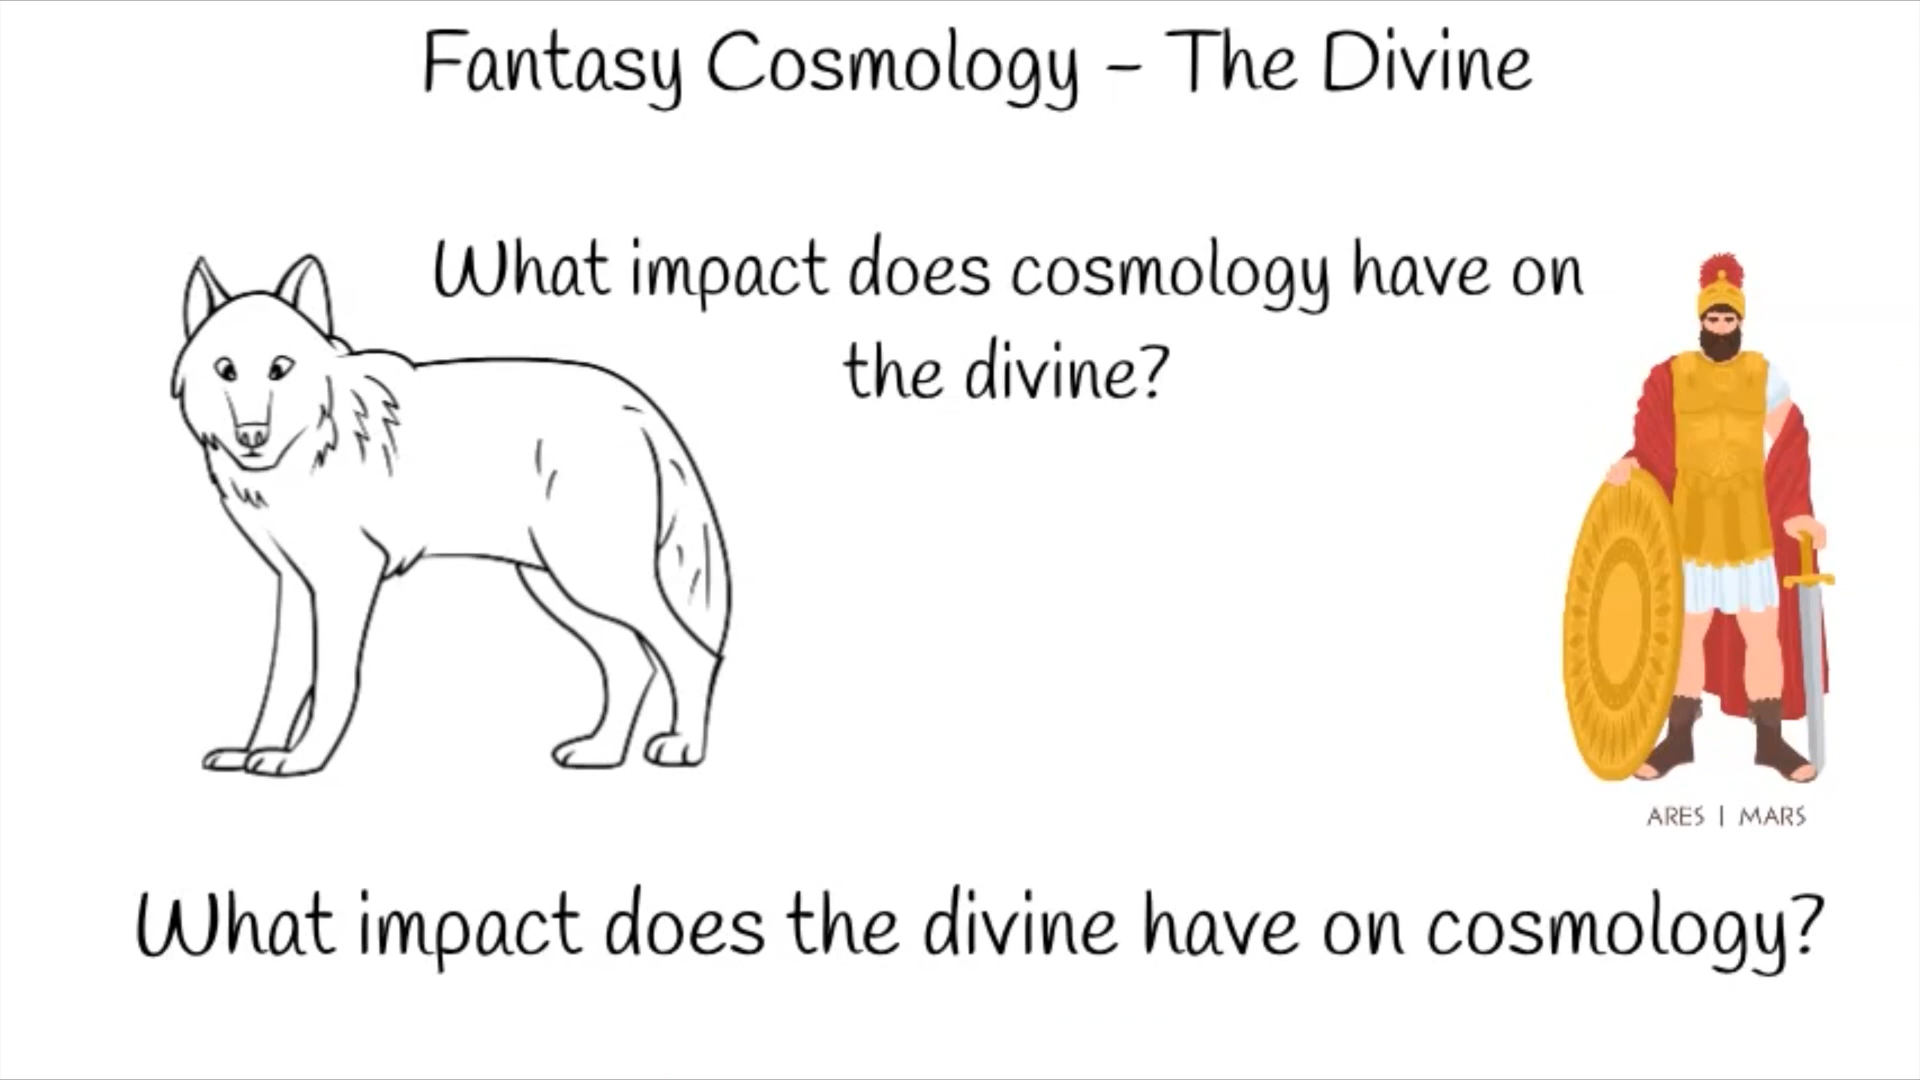 Fantasy Cosmology - The Divine
What impact does cosmology have on
the divine?
ARES | MARS
What impact does the divine have on cosmology?